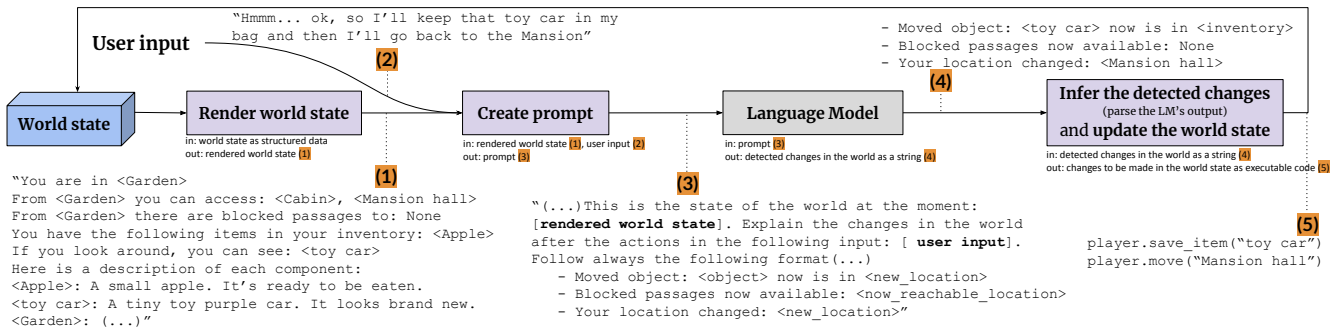 “Hmmm... ok, so I’ll keep that toy car in my
bag and then I’ll go back to the Mansion”
User input
(2)
- Moved object: <toy car> now is in <inventory>
- Blocked passages now available: None
- Your location changed: <Mansion hall>
(4)
World state
Render world state
in: world state as structured data
out: rendered world state (1)
Create prompt
in: rendered world state (1), user input (2)
out: prompt (3)
Language Model
in: prompt (3)
out: detected changes in the world as a string (4)
Infer the detected changes
(parse the LM’s output)
and update the world state
in: detected changes in the world as a string (4)
out: changes to be made in the world state as executable code (5)
(1)
“You are in <Garden>
From <Garden> you can access: <Cabin>, <Mansion hall>
From <Garden> there are blocked passages to: None
You have the following items in your inventory: <Apple>
If you look around, you can see: <toy car>
Here is a description of each component:
<Apple>: A small apple. It’s ready to be eaten.
<toy car>: A tiny toy purple car. It looks brand new.
<Garden>: (...)”
(3)
“(...)This is the state of the world at the moment:
[rendered world state]. Explain the changes in the world
after the actions in the following input: [ user input].
Follow always the following format(...)
- Moved object: <object> now is in <new_location>
- Blocked passages now available: <now_reachable_location>
- Your location changed: <new_location>”
(5)
player.save_item(“toy car”)
player.move(“Mansion hall”)